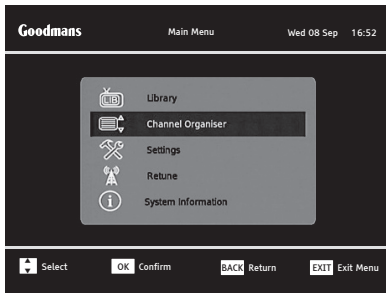 Goodmans Main Menu Wed 08 Sep 16:52
LIB Library
Channel Organiser
Settings
Retune
i System Information
Select OK Confirm BACK Return EXIT Exit Menu